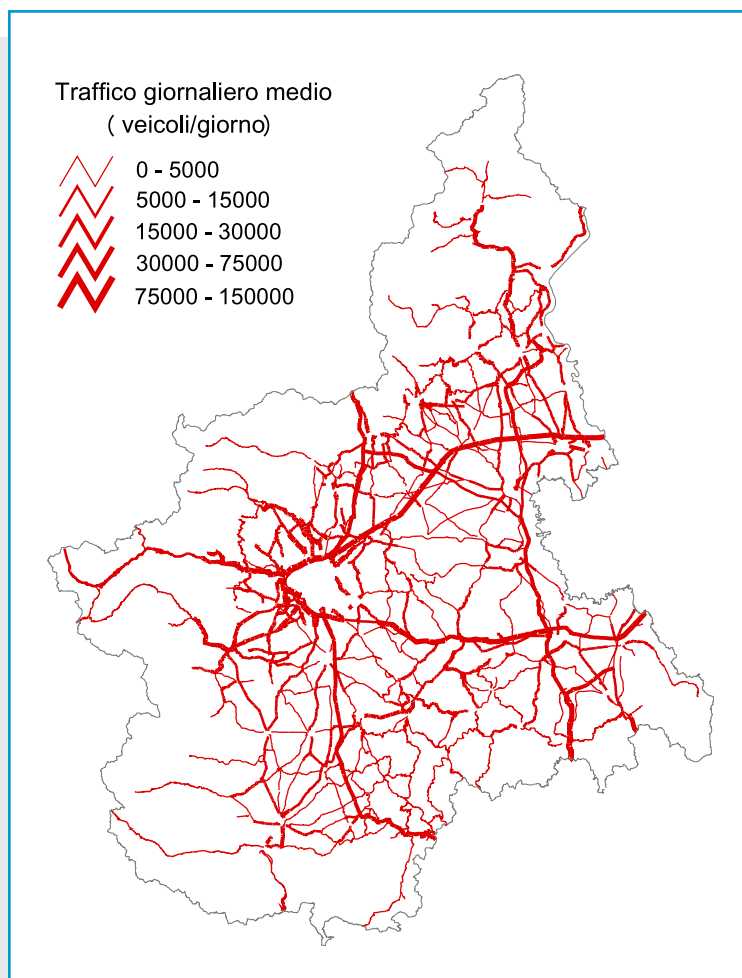 Traffico giornaliero medio
( veicoli/giorno)
0 - 5000
5000 - 15000
15000 - 30000
30000 - 75000
75000 - 150000